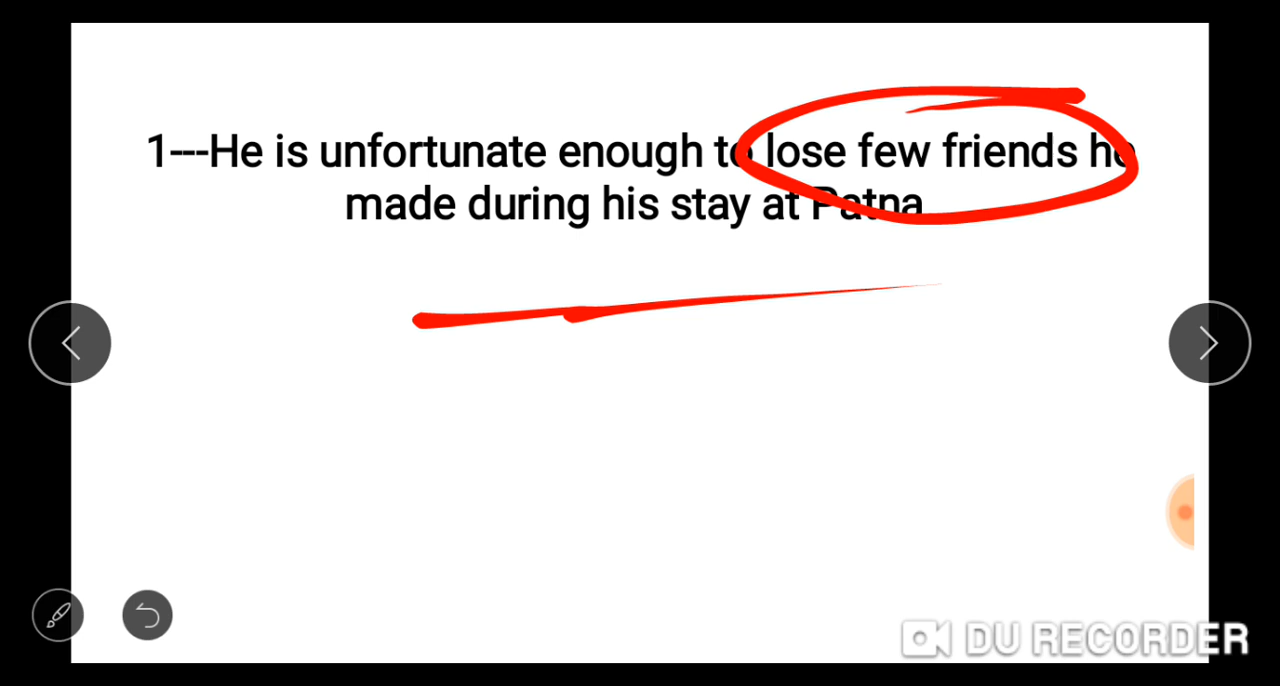 1---He is unfortunate enough to lose few friends he
made during his stay at Patna
DU RECORDER